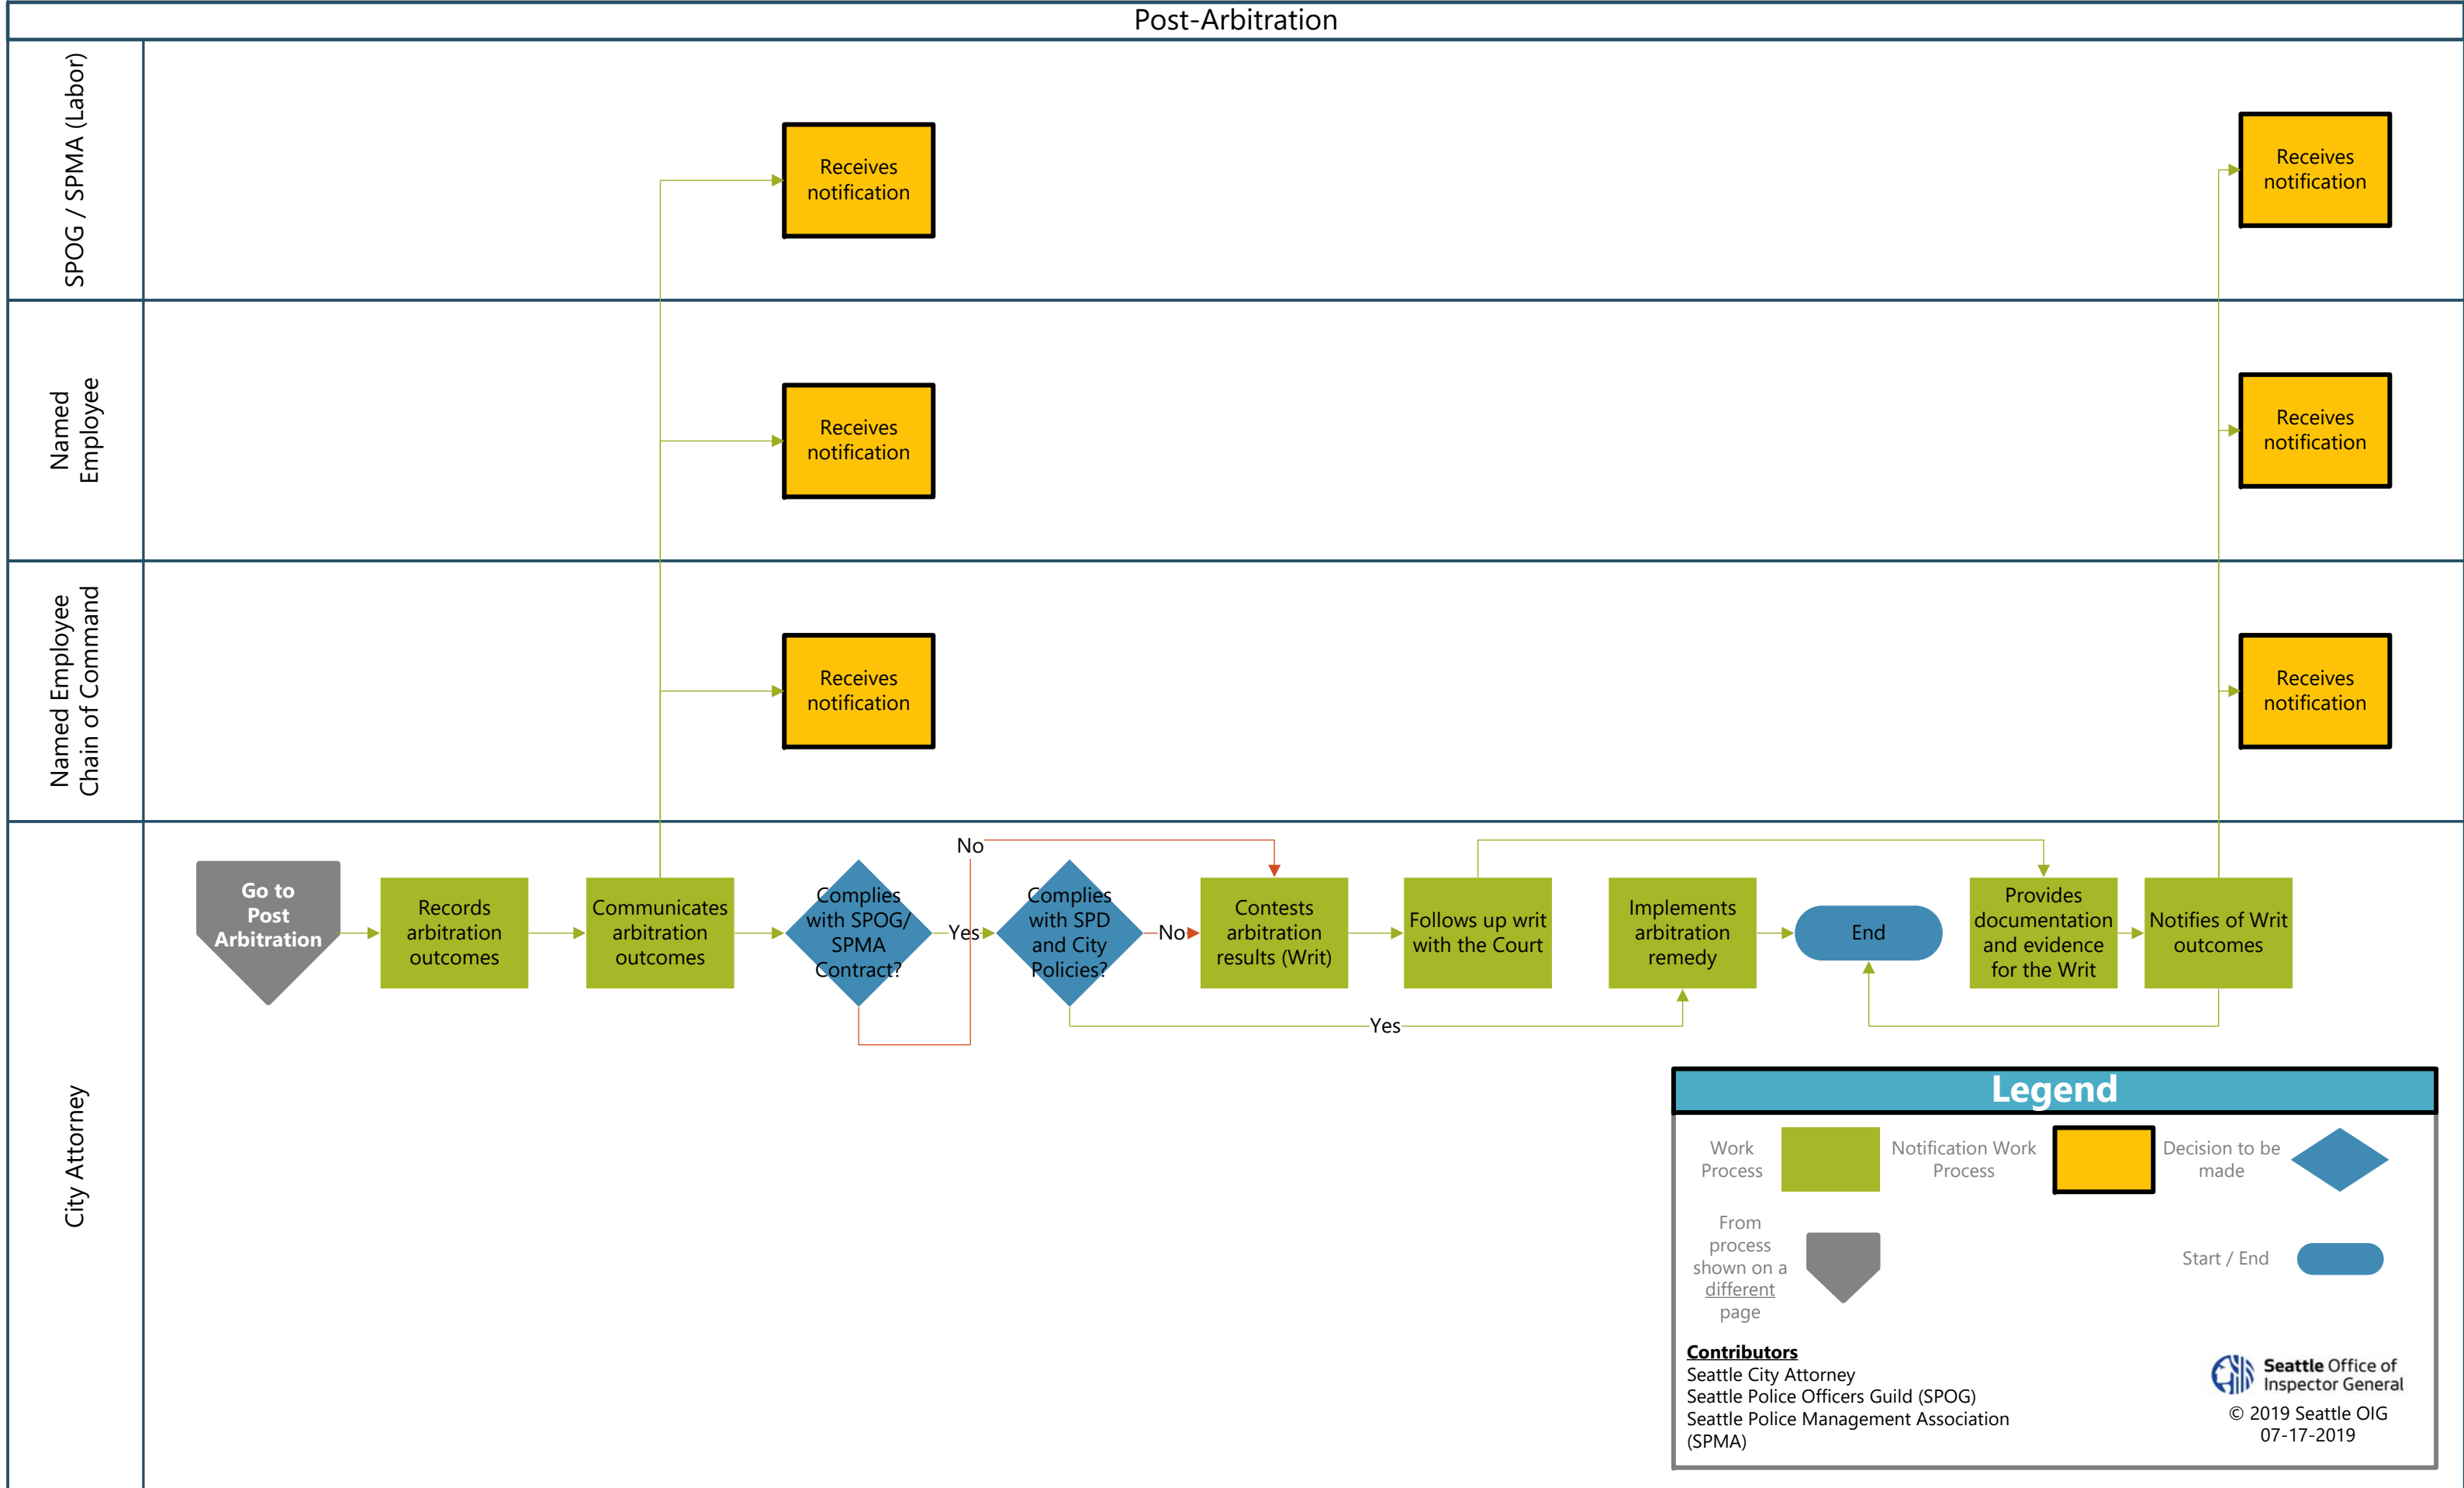 Post-Arbitration
SPOG / SPMA (Labor)
Receives
notification
Receives
notification
Named
Employee
Receives
notification
Receives
notification
Named Employee
Chain of Command
Receives
notification
Receives
notification
City Attorney
Go to
Post
Arbitration
Records
arbitration
outcomes
Communicates
arbitration
outcomes
Complies
with SPOG/
SPMA
Contract?
No
Yes
Complies
with SPD
and City
Policies?
No
Yes
Contests
arbitration
results (Writ)
Follows up writ
with the Court
Implements
arbitration
remedy
End
Provides
documentation
and evidence
for the Writ
Notifies of Writ
outcomes
Legend
Work
Process
Notification Work
Process
Decision to be
made
From
process
shown on a
different
page
Start / End
Contributors
Seattle City Attorney
Seattle Police Officers Guild (SPOG)
Seattle Police Management Association
(SPMA)
Seattle Office of
Inspector General
© 2019 Seattle OIG
07-17-2019